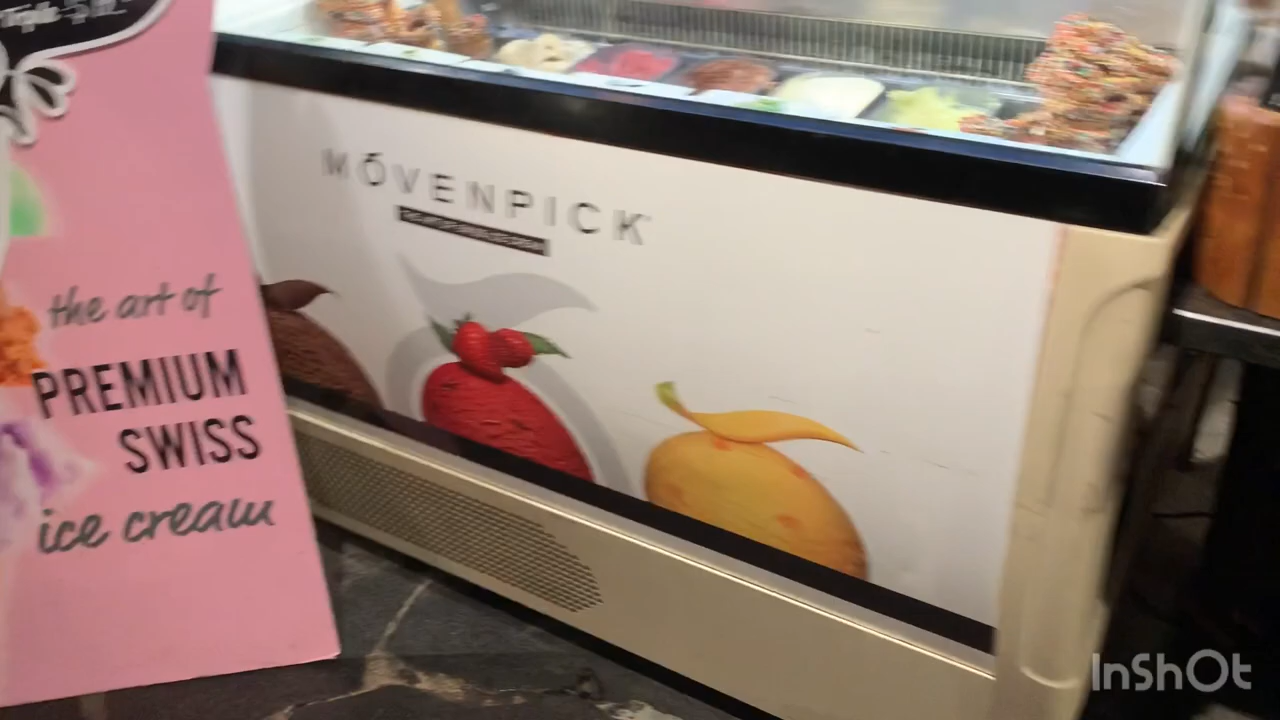 MÖVENPICK
the art of
PREMIUM
SWISS
ice cream
InShOt